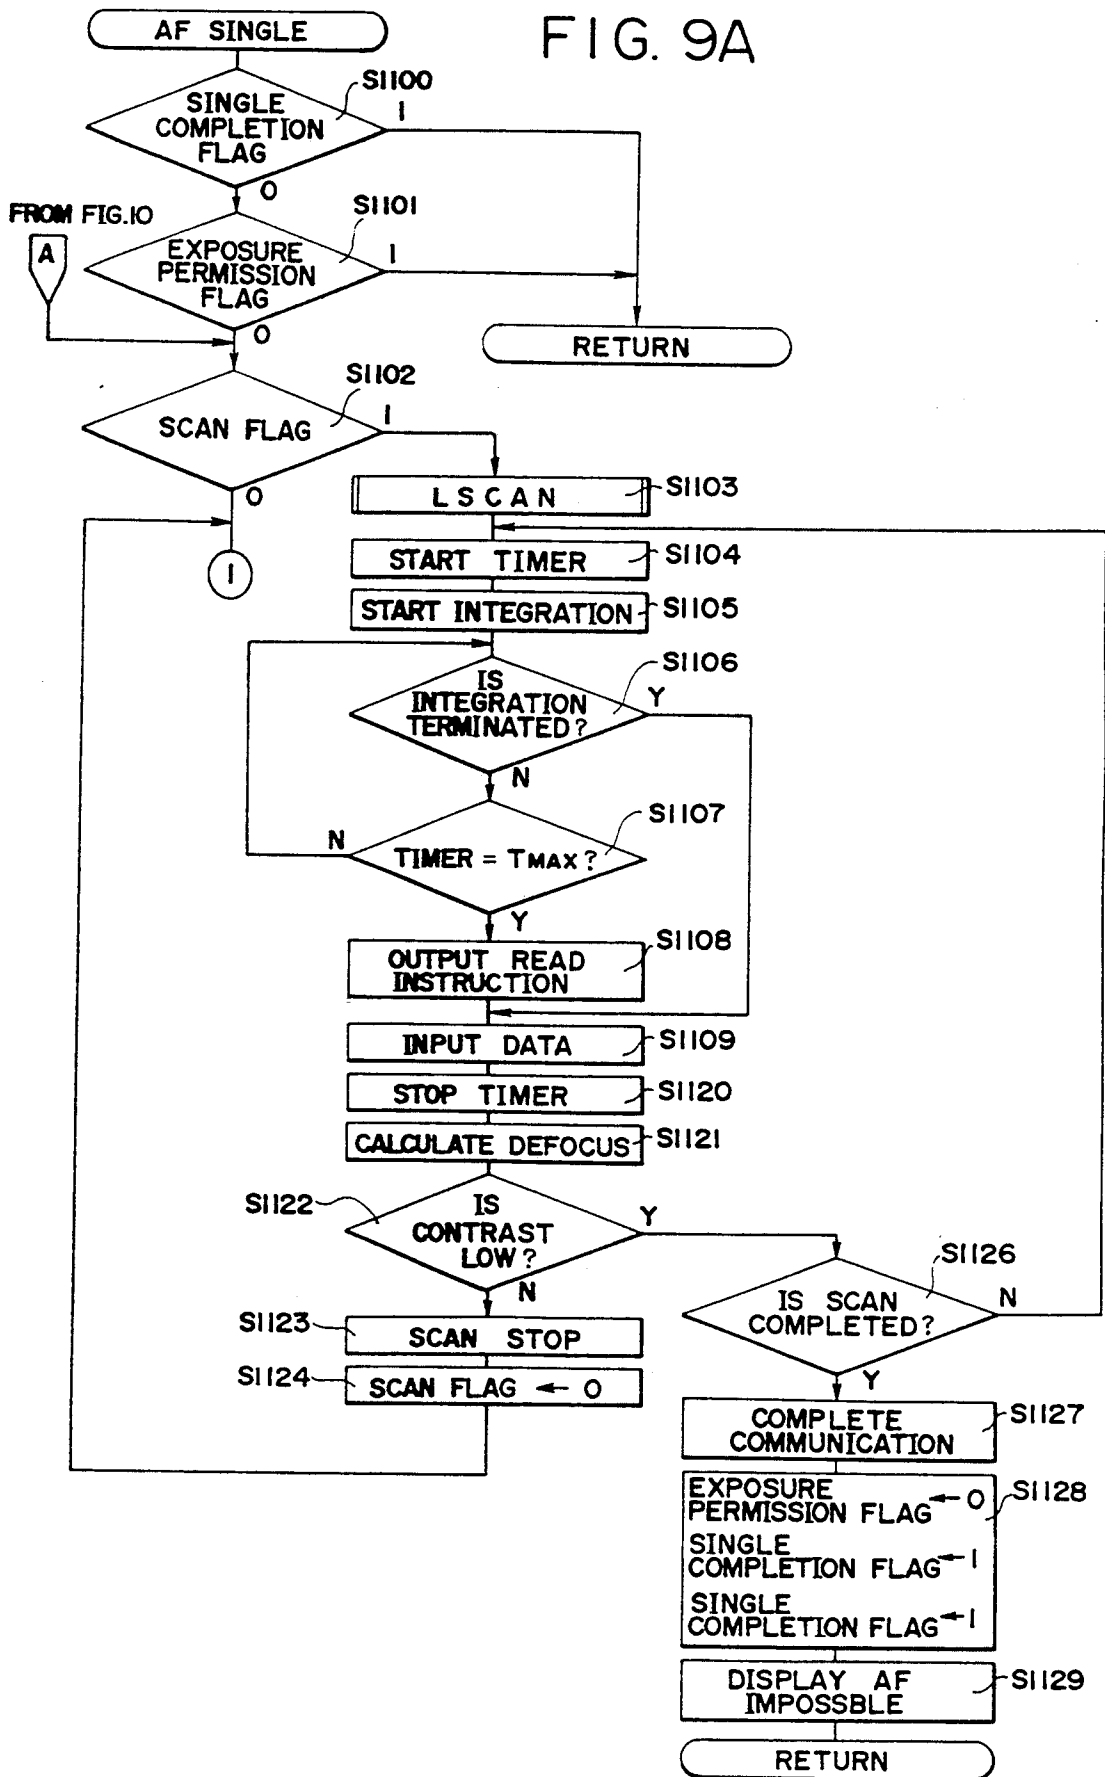 FIG. 9A
AF SINGLE
S1100
SINGLE
COMPLETION
FLAG
1
0
FROM FIG.10
A
S1101
EXPOSURE
PERMISSION
FLAG
1
0
RETURN
S1102
SCAN FLAG
1
0
1
LSCAN
S1103
START TIMER
S1104
START INTEGRATION
S1105
IS
INTEGRATION
TERMINATED?
S1106
Y
N
TIMER = TMAX?
S1107
N
Y
OUTPUT READ
INSTRUCTION
S1108
INPUT DATA
S1109
STOP TIMER
S1120
CALCULATE DEFOCUS
S1121
S1122
IS
CONTRAST
LOW?
Y
N
S1123
SCAN STOP
S1124
SCAN FLAG ← 0
S1126
IS SCAN
COMPLETED?
N
Y
COMPLETE
COMMUNICATION
S1127
EXPOSURE
PERMISSION FLAG ← 0
S1128
SINGLE
COMPLETION FLAG ← 1
SINGLE
COMPLETION FLAG ← 1
DISPLAY AF
IMPOSSBLE
S1129
RETURN